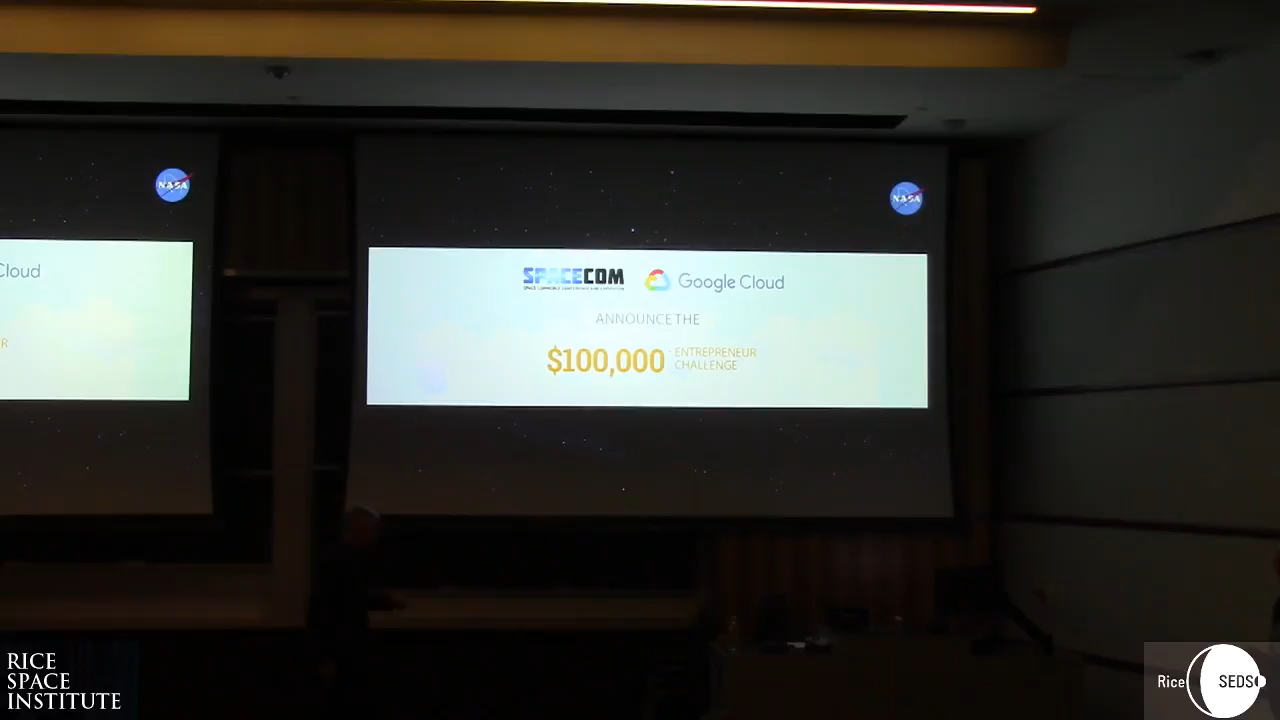 NASA
NASA
Cloud
SPACECOM
Google Cloud
ANNOUNCE THE
R
$100,000
ENTREPRENEUR
CHALLENGE
RICE
SPACE
INSTITUTE
Rice
SEDS